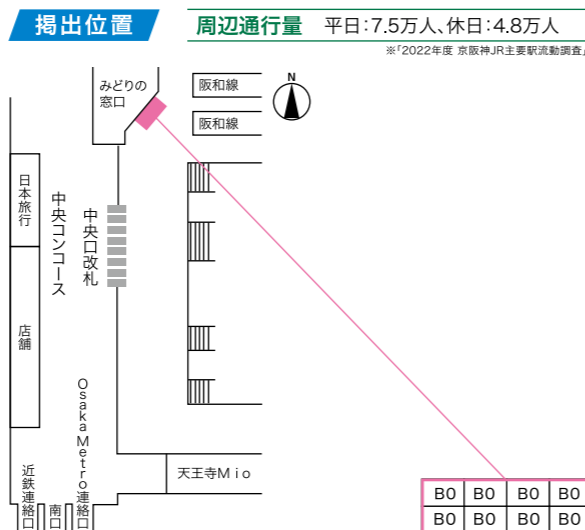 掲出位置
周辺通行量 平日:7.5万人、休日:4.8万人
※「2022年度 京阪神JR主要駅流動調査」
みどりの
窓口
阪和線
阪和線
N
日本旅行
中央コンコース
中央口改札
店舗
Osaka Metro連絡口
近鉄連絡口
南口
天王寺Mio
B0 B0 B0 B0
B0 B0 B0 B0